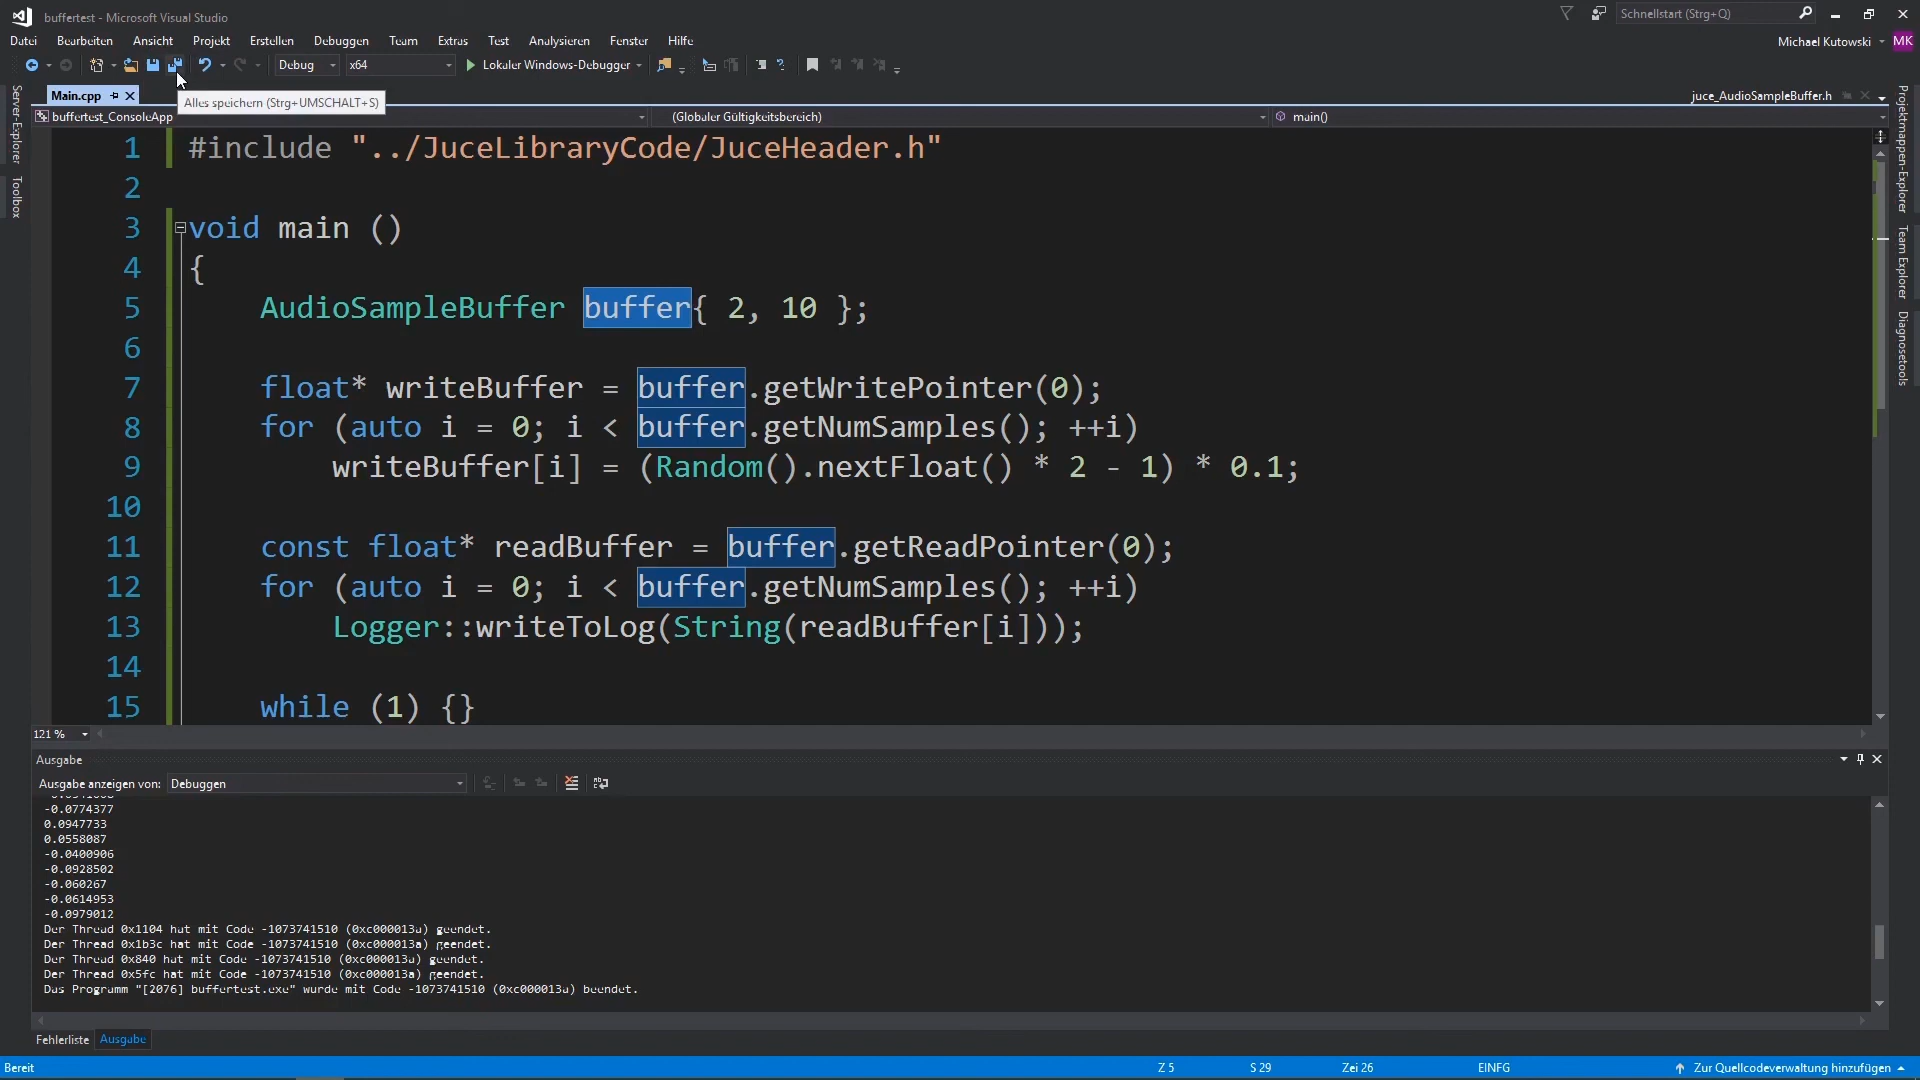 buffertest - Microsoft Visual Studio
Schnellstart (Strg+Q)
Datei Bearbeiten Ansicht Projekt Erstellen Debuggen Team Extras Test Analysieren Fenster Hilfe
Michael Kutowski MK
Debug x64 Lokaler Windows-Debugger
Main.cpp
Alles speichern (Strg+UMSCHALT+S)
juce_AudioSampleBuffer.h
buffertest_ConsoleApp (Globaler Gültigkeitsbereich) main()
Server-Explorer
Toolbox
Projektmappen-Explorer
Team Explorer
Diagnosetools
1 #include "../JuceLibraryCode/JuceHeader.h"
2
3 void main ()
4 {
5 AudioSampleBuffer buffer{ 2, 10 };
6
7 float* writeBuffer = buffer.getWritePointer(0);
8 for (auto i = 0; i < buffer.getNumSamples(); ++i)
9 writeBuffer[i] = (Random().nextFloat() * 2 - 1) * 0.1;
10
11 const float* readBuffer = buffer.getReadPointer(0);
12 for (auto i = 0; i < buffer.getNumSamples(); ++i)
13 Logger::writeToLog(String(readBuffer[i]));
14
15 while (1) {}
121 %
Ausgabe
Ausgabe anzeigen von: Debuggen
-0.0774377
0.0947733
0.0558087
-0.0400906
-0.0928502
-0.060267
-0.0614953
-0.0979012
Der Thread 0x1104 hat mit Code -1073741510 (0xc000013a) geendet.
Der Thread 0x1b3c hat mit Code -1073741510 (0xc000013a) geendet.
Der Thread 0x840 hat mit Code -1073741510 (0xc000013a) geendet.
Der Thread 0x5fc hat mit Code -1073741510 (0xc000013a) geendet.
Das Programm "[2076] buffertest.exe" wurde mit Code -1073741510 (0xc000013a) beendet.
Fehlerliste Ausgabe
Bereit Z 5 S 29 Zei 26 EINFG Zur Quellcodeverwaltung hinzufügen